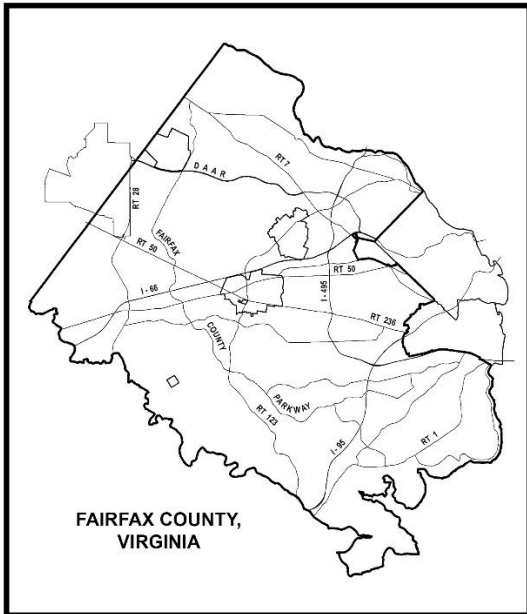 RT 7
D A A R
RT 28
FAIRFAX
RT 50
RT 50
I - 66
I - 495
RT 236
COUNTY
PARKWAY
RT 123
I - 95
RT 1
FAIRFAX COUNTY,
VIRGINIA